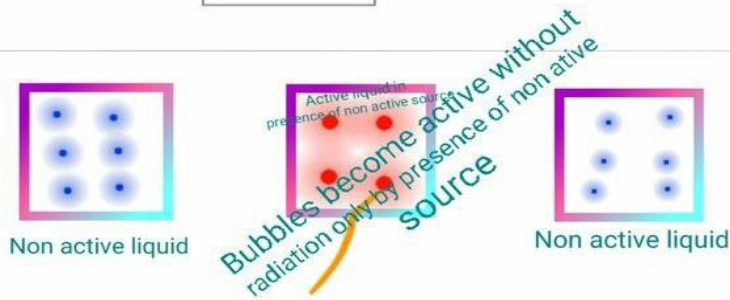 Active liquid in
presence of non active source
Bubbles become active without
radiation only by presence of non ative
source
Non active liquid
Non active liquid